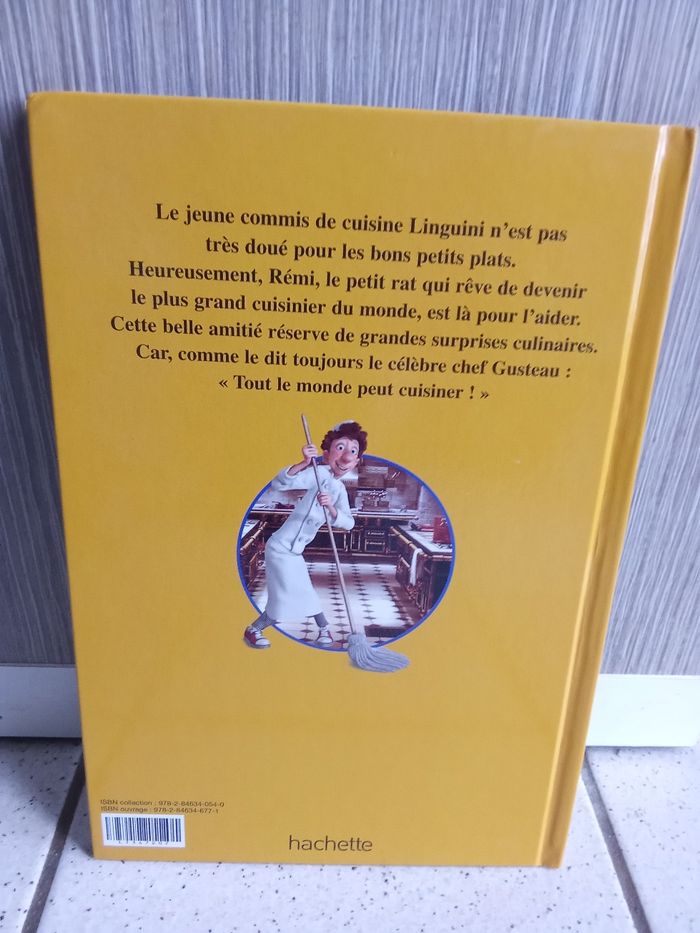 Le jeune commis de cuisine Linguini n'est pas
très doué pour les bons petits plats.
Heureusement, Rémi, le petit rat qui rêve de devenir
le plus grand cuisinier du monde, est là pour l'aider.
Cette belle amitié réserve de grandes surprises culinaires.
Car, comme le dit toujours le célèbre chef Gusteau :
« Tout le monde peut cuisiner ! »
ISBN collection : 978-2-84634-054-0
ISBN ouvrage : 978-2-84634-677-1
hachette